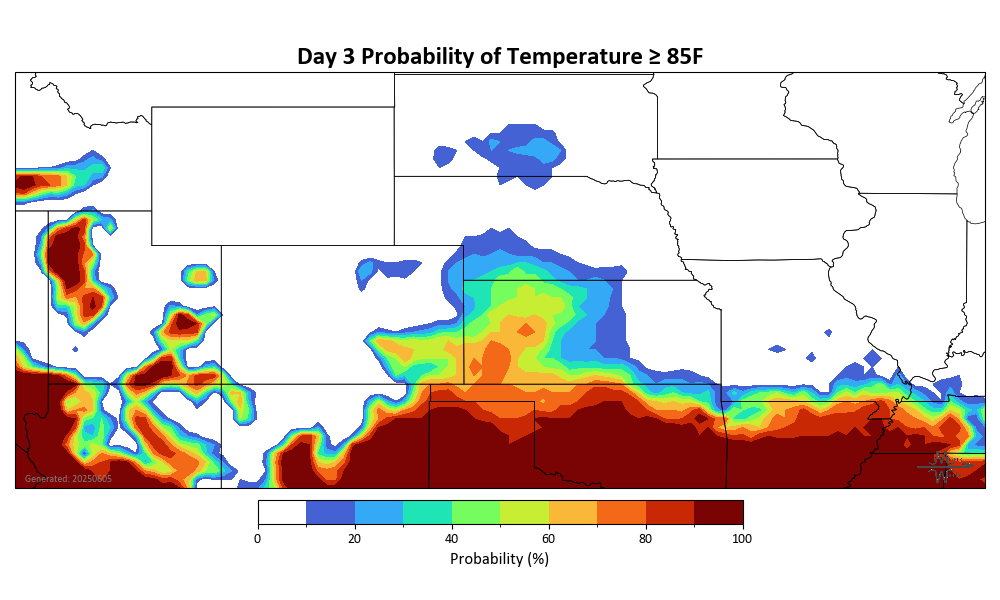 Day 3 Probability of Temperature ≥ 85F
Generated: 20250605
0 20 40 60 80 100
Probability (%)